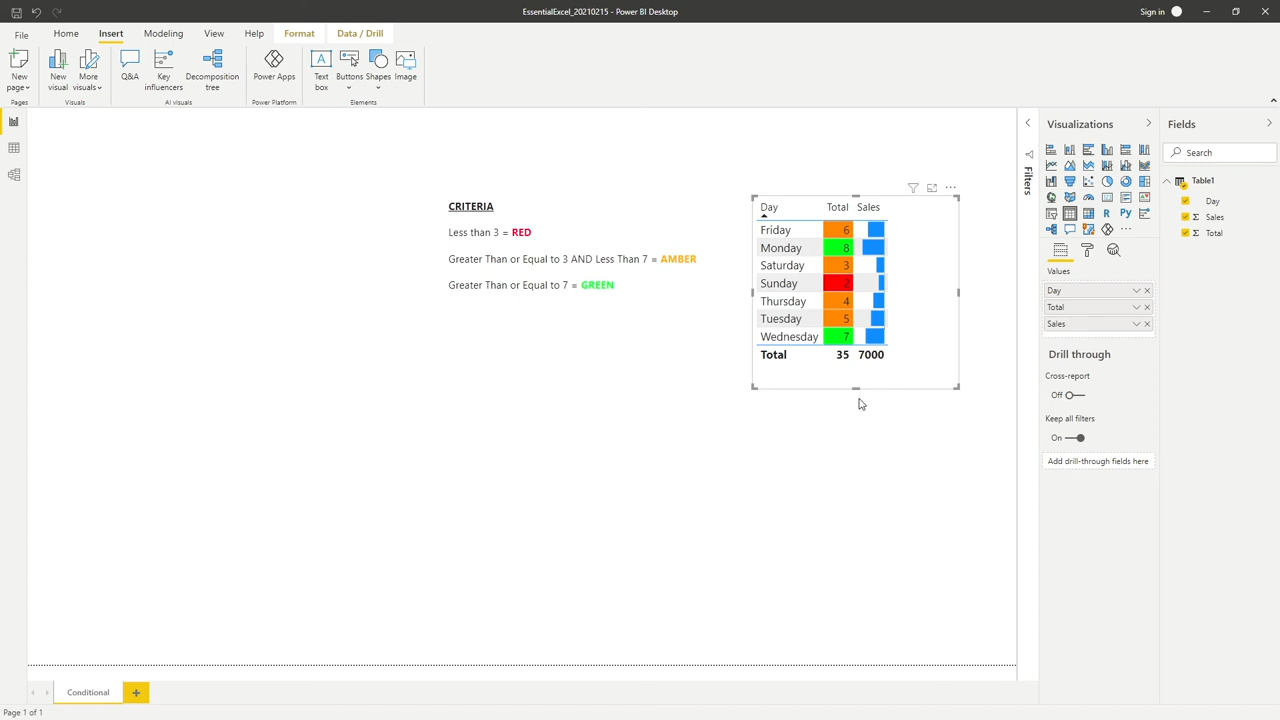 EssentialExcel_20210215 - Power BI Desktop
Sign in
File
Home
Insert
Modeling
View
Help
Format
Data / Drill
New page
New visual
More visuals
Q&A
Key influencers
Decomposition tree
Power Apps
Text box
Buttons
Shapes
Image
Pages
Visuals
AI visuals
Power Platform
Elements
CRITERIA
Less than 3 = RED
Greater Than or Equal to 3 AND Less Than 7 = AMBER
Greater Than or Equal to 7 = GREEN
Day Total Sales
Friday 6
Monday 8
Saturday 3
Sunday 2
Thursday 4
Tuesday 5
Wednesday 7
Total 35 7000
Filters
Visualizations
R
Py
Values
Day
Total
Sales
Drill through
Cross-report
Off
Keep all filters
On
Add drill-through fields here
Fields
Search
Table1
Day
Σ Sales
Σ Total
Conditional
Page 1 of 1